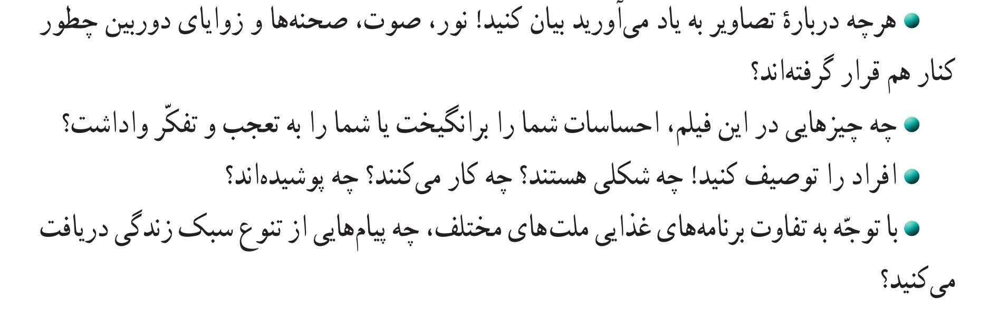 ● هرچه دربارهٔ تصاویر به یاد می‌آورید بیان کنید! نور، صوت، صحنه‌ها و زوایای دوربین چطور
کنار هم قرار گرفته‌اند؟
● چه چیزهایی در این فیلم، احساسات شما را برانگیخت یا شما را به تعجب و تفکّر واداشت؟
● افراد را توصیف کنید! چه شکلی هستند؟ چه کار می‌کنند؟ چه پوشیده‌اند؟
● با توجّه به تفاوت برنامه‌های غذایی ملت‌های مختلف، چه پیام‌هایی از تنوع سبک زندگی دریافت
می‌کنید؟